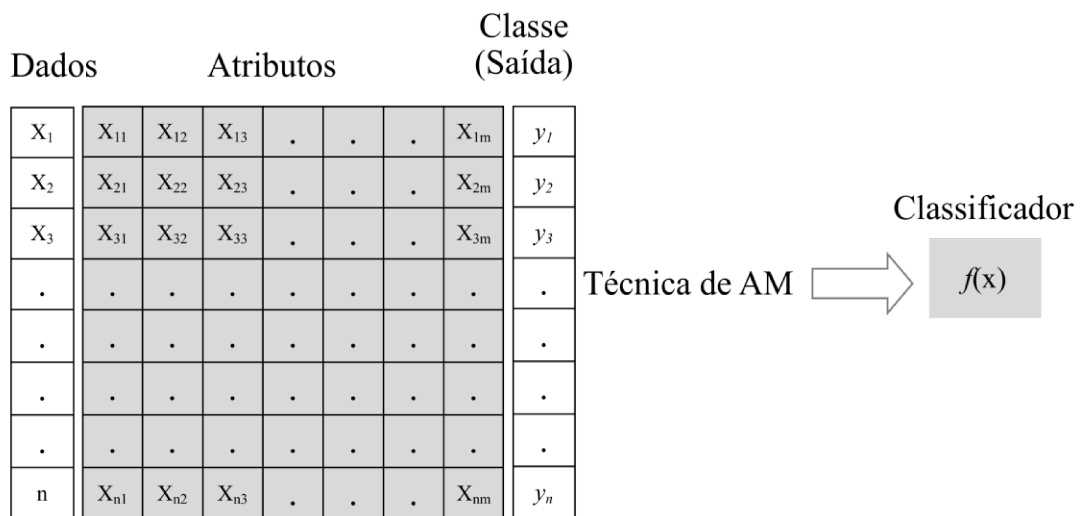 Dados Atributos Classe
(Saída)
X₁ X₁₁ X₁₂ X₁₃ . . . X₁ₘ y₁
X₂ X₂₁ X₂₂ X₂₃ . . . X₂ₘ y₂
X₃ X₃₁ X₃₂ X₃₃ . . . X₃ₘ y₃
. . . . . . . . .
. . . . . . . . .
. . . . . . . . .
. . . . . . . . .
n Xₙ₁ Xₙ₂ Xₙ₃ . . . Xₙₘ yₙ
Técnica de AM
Classificador
f(x)